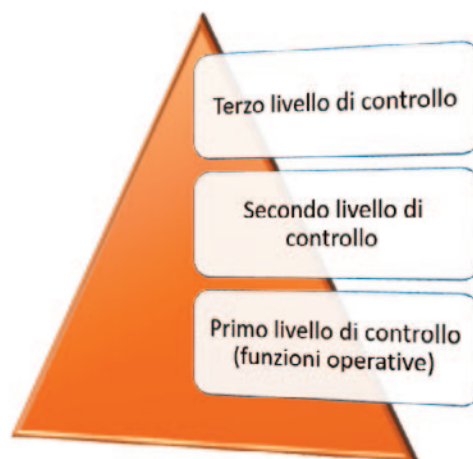 Terzo livello di controllo
Secondo livello di
controllo
Primo livello di controllo
(funzioni operative)